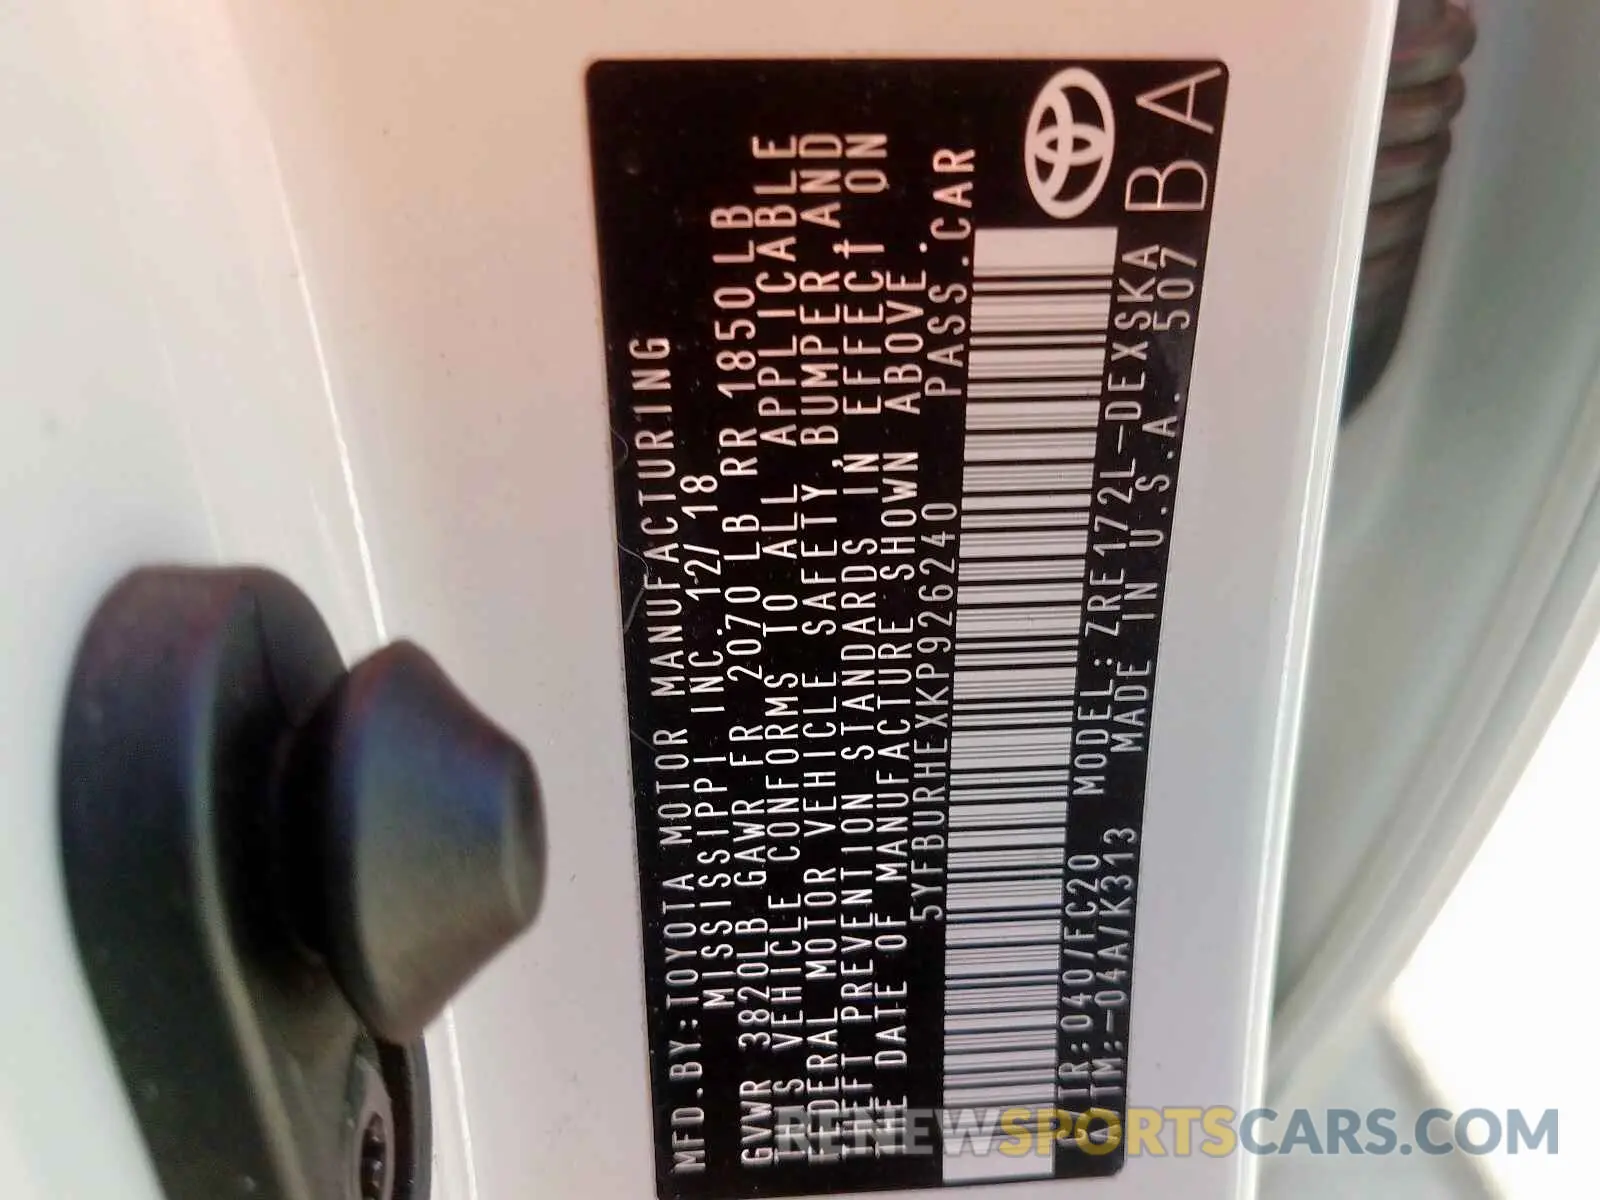 MFD.BY:TOYOTA MOTOR MANUFACTURING
MISSISSIPPI INC. 12/18
GVWR 3820LB GAWR FR 2070LB RR 1850LB
THIS VEHICLE CONFORMS TO ALL APPLICABLE
FEDERAL MOTOR VEHICLE SAFETY, BUMPER AND
THEFT PREVENTION STANDARDS IN EFFECT ON
THE DATE OF MANUFACTURE SHOWN ABOVE.
5YFBURHEXKP926240 PASS.CAR
C/TR:040/FC20 MODEL:ZRE172L-DEXSKA
A/TM:-04A/K313 MADE IN U.S.A. 507
BA
RENEWSPORTSCARS.COM